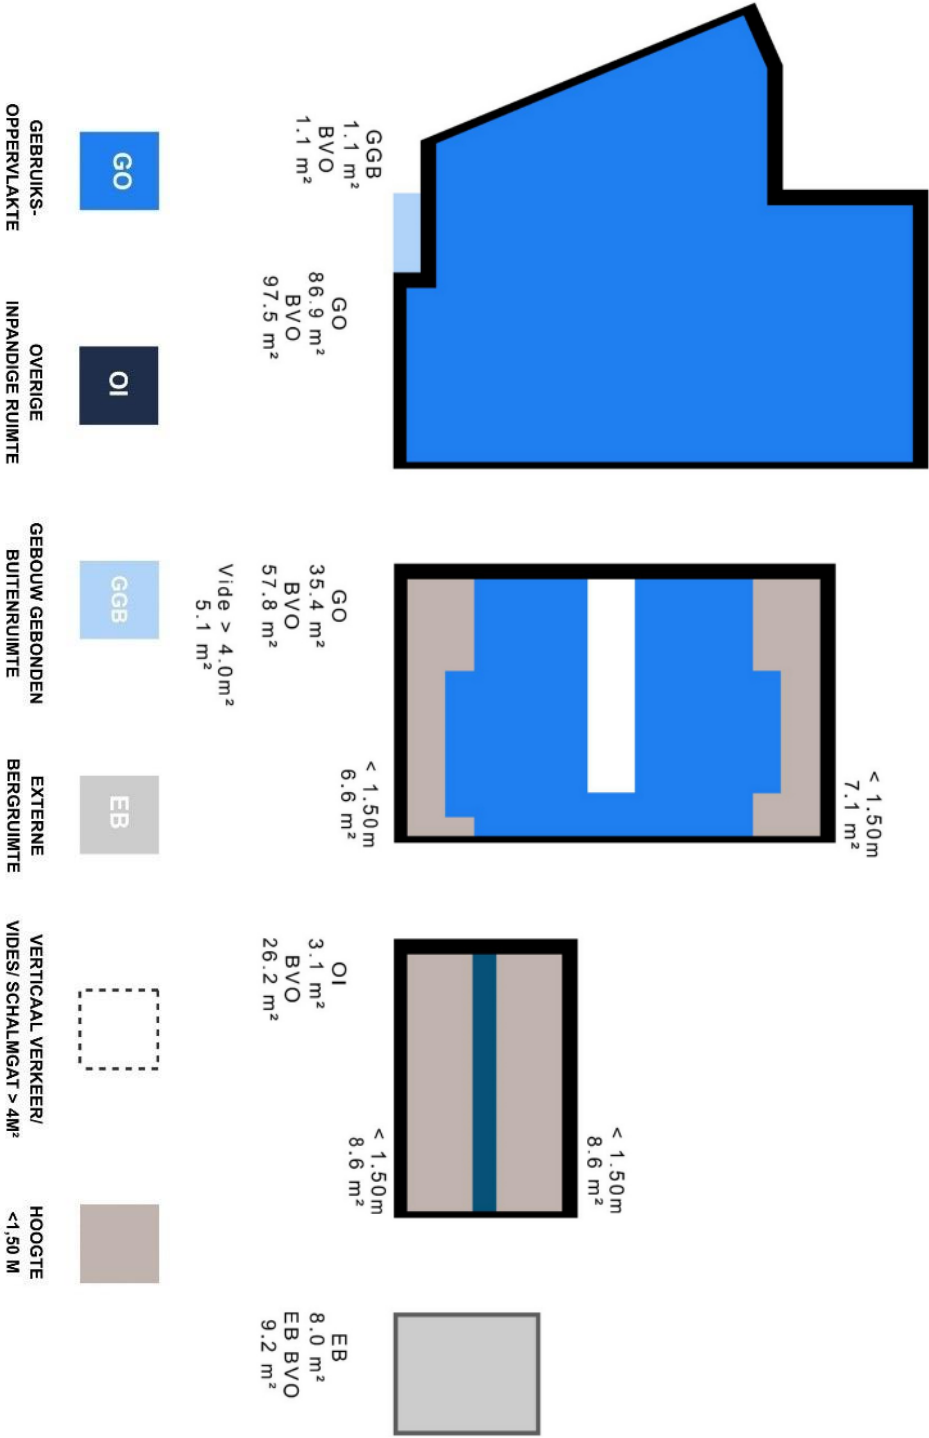 GGB
1.1 m²
BVO
1.1 m²
GO
86.9 m²
BVO
97.5 m²
GO
35.4 m²
BVO
57.8 m²
Vide > 4.0m²
5.1 m²
< 1.50m
7.1 m²
< 1.50m
6.6 m²
OI
3.1 m²
BVO
26.2 m²
< 1.50m
8.6 m²
< 1.50m
8.6 m²
EB
8.0 m²
EB BVO
9.2 m²
GO
GEBRUIKS-
OPPERVLAKTE
OI
OVERIGE
INPANDIGE RUIMTE
GGB
GEBOUW GEBONDEN
BUITENRUIMTE
EB
EXTERNE
BERGRUIMTE
VERTICAAL VERKEER/
VIDES/ SCHALMGAT > 4M²
HOOGTE
<1,50 M